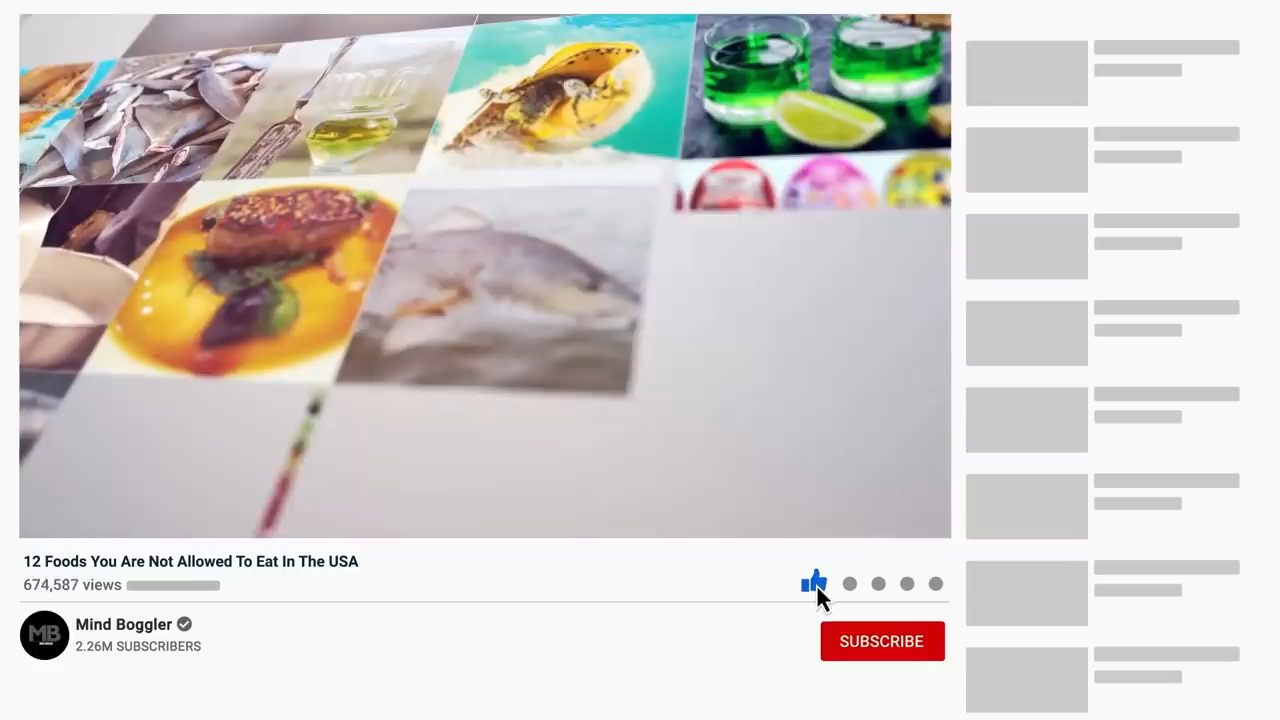 12 Foods You Are Not Allowed To Eat In The USA
674,587 views
MB
Mind Boggler
2.26M SUBSCRIBERS
SUBSCRIBE